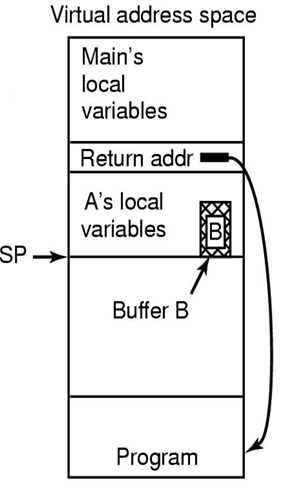 Virtual address space
Main's
local
variables
Return addr
A's local
variables
B
SP
Buffer B
Program